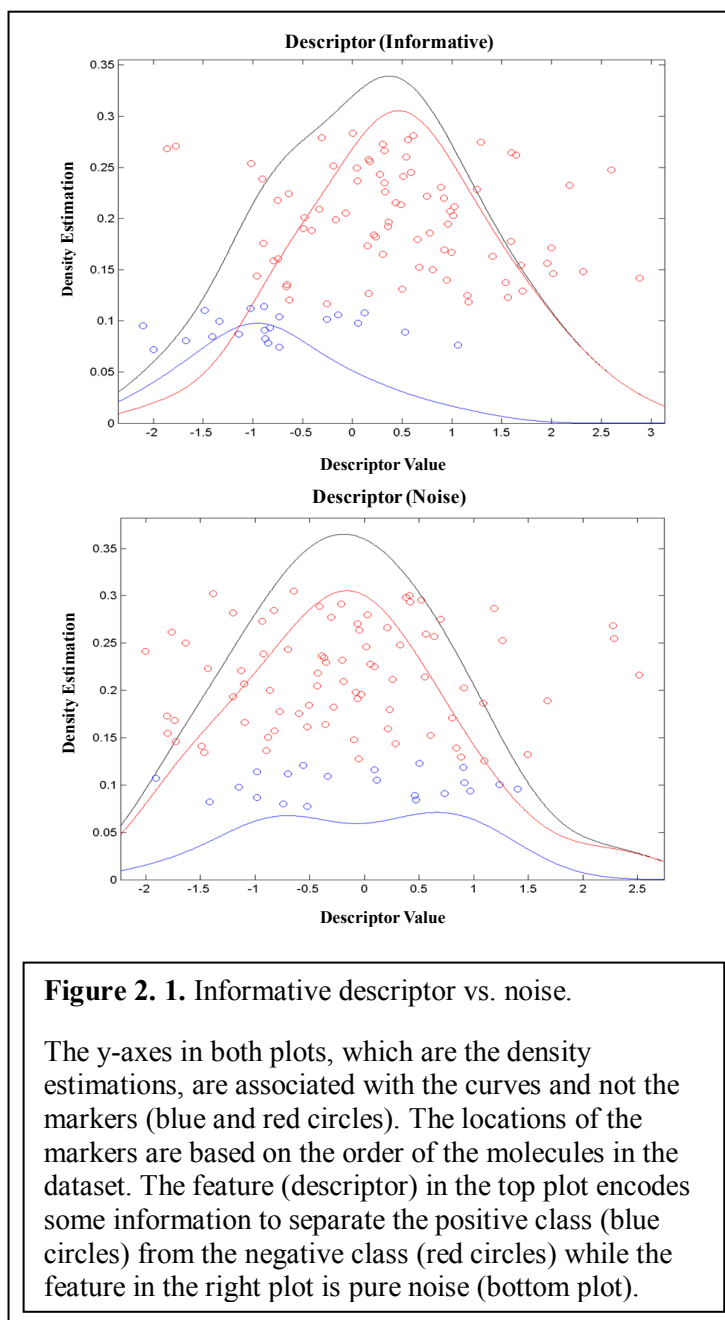 Descriptor (Informative)
0.35
0.3
0.25
0.2
0.15
0.1
0.05
0
Density Estimation
-2 -1 -0.5 0 0.5 1 1.5 2 2.5 3
Descriptor Value
Descriptor (Noise)
0.35
0.3
0.25
0.2
0.15
0.1
0.05
0
Density Estimation
-2 -1.5 -1 -0.5 0 0.5 1 1.5 2 2.5
Descriptor Value
Figure 2. 1. Informative descriptor vs. noise.
The y-axes in both plots, which are the density
estimations, are associated with the curves and not the
markers (blue and red circles). The locations of the
markers are based on the order of the molecules in the
dataset. The feature (descriptor) in the top plot encodes
some information to separate the positive class (blue
circles) from the negative class (red circles) while the
feature in the right plot is pure noise (bottom plot).